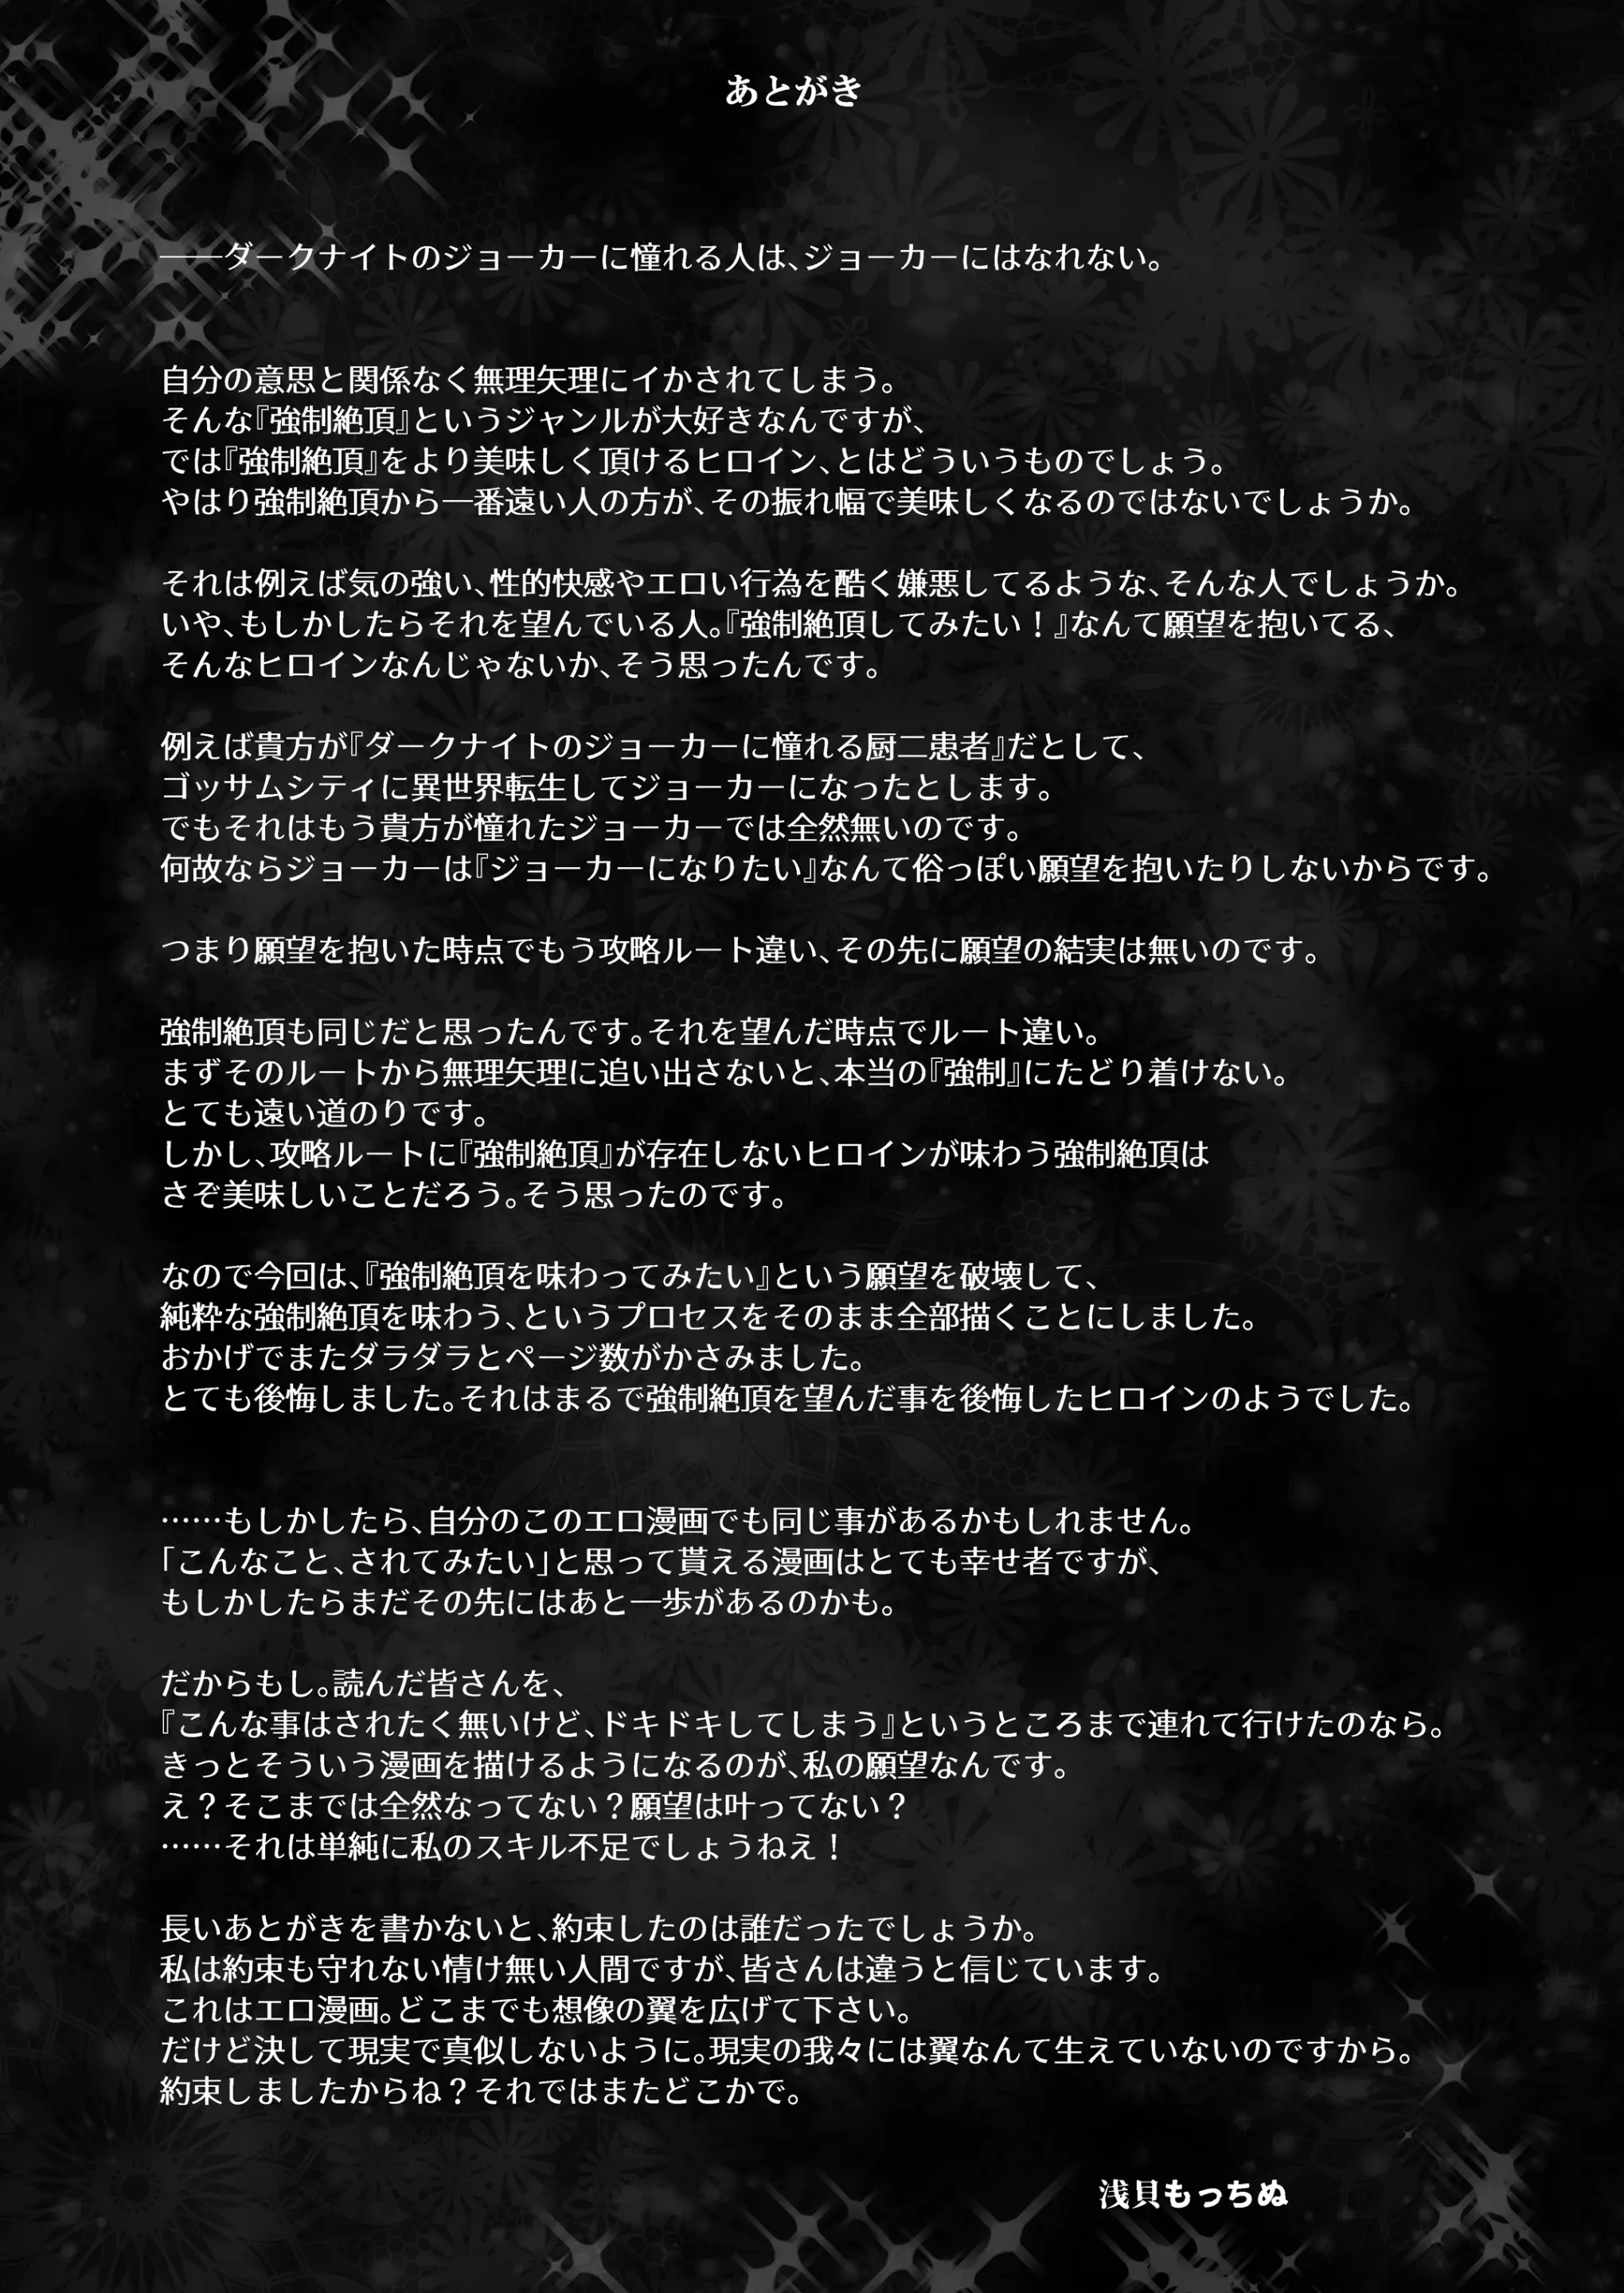 あとがき
――ダークナイトのジョーカーに憧れる人は、ジョーカーにはなれない。
自分の意思と関係なく無理矢理にイかされてしまう。
そんな『強制絶頂』というジャンルが大好きなんですが、
では『強制絶頂』をより美味しく頂けるヒロイン、とはどういうものでしょう。
やはり強制絶頂から一番遠い人の方が、その振れ幅で美味しくなるのではないでしょうか。
それは例えば気の強い、性的快感やエロい行為を酷く嫌悪してるような、そんな人でしょうか。
いや、もしかしたらそれを望んでいる人。『強制絶頂してみたい！』なんて願望を抱いてる、
そんなヒロインなんじゃないか、そう思ったんです。
例えば貴方が『ダークナイトのジョーカーに憧れる厨二患者』だとして、
ゴッサムシティに異世界転生してジョーカーになったとします。
でもそれはもう貴方が憧れたジョーカーでは全然無いのです。
何故ならジョーカーは『ジョーカーになりたい』なんて俗っぽい願望を抱いたりしないからです。
つまり願望を抱いた時点でもう攻略ルート違い、その先に願望の結実は無いのです。
強制絶頂も同じだと思ったんです。それを望んだ時点でルート違い。
まずそのルートから無理矢理に追い出さないと、本当の『強制』にたどり着けない。
とても遠い道のりです。
しかし、攻略ルートに『強制絶頂』が存在しないヒロインが味わう強制絶頂は
さぞ美味しいことだろう。そう思ったのです。
なので今回は、『強制絶頂を味わってみたい』という願望を破壊して、
純粋な強制絶頂を味わう、というプロセスをそのまま全部描くことにしました。
おかげでまたダラダラとページ数がかさみました。
とても後悔しました。それはまるで強制絶頂を望んだ事を後悔したヒロインのようでした。
……もしかしたら、自分のこのエロ漫画でも同じ事があるかもしれません。
「こんなこと、されてみたい」と思って貰える漫画はとても幸せ者ですが、
もしかしたらまだその先にはあと一歩があるのかも。
だからもし。読んだ皆さんを、
『こんな事はされたく無いけど、ドキドキしてしまう』というところまで連れて行けたのなら。
きっとそういう漫画を描けるようになるのが、私の願望なんです。
え？そこまでは全然なってない？願望は叶ってない？
……それは単純に私のスキル不足でしょうねえ！
長いあとがきを書かないと、約束したのは誰だったでしょうか。
私は約束も守れない情け無い人間ですが、皆さんは違うと信じています。
これはエロ漫画。どこまでも想像の翼を広げて下さい。
だけど決して現実で真似しないように。現実の我々には翼なんて生えていないのですから。
約束しましたからね？それではまたどこかで。
浅貝もっちぬ